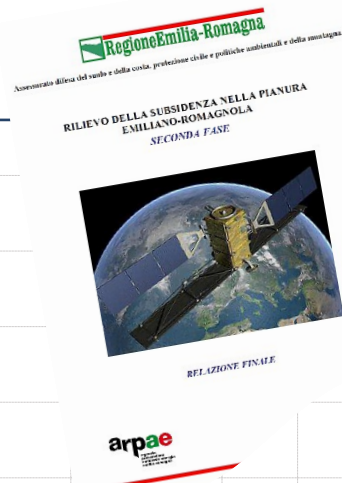 RegioneEmilia-Romagna
Assessorato difesa del suolo e della costa, protezione civile e politiche ambientali e della montagna
RILIEVO DELLA SUBSIDENZA NELLA PIANURA
EMILIANO-ROMAGNOLA
SECONDA FASE
RELAZIONE FINALE
arpae